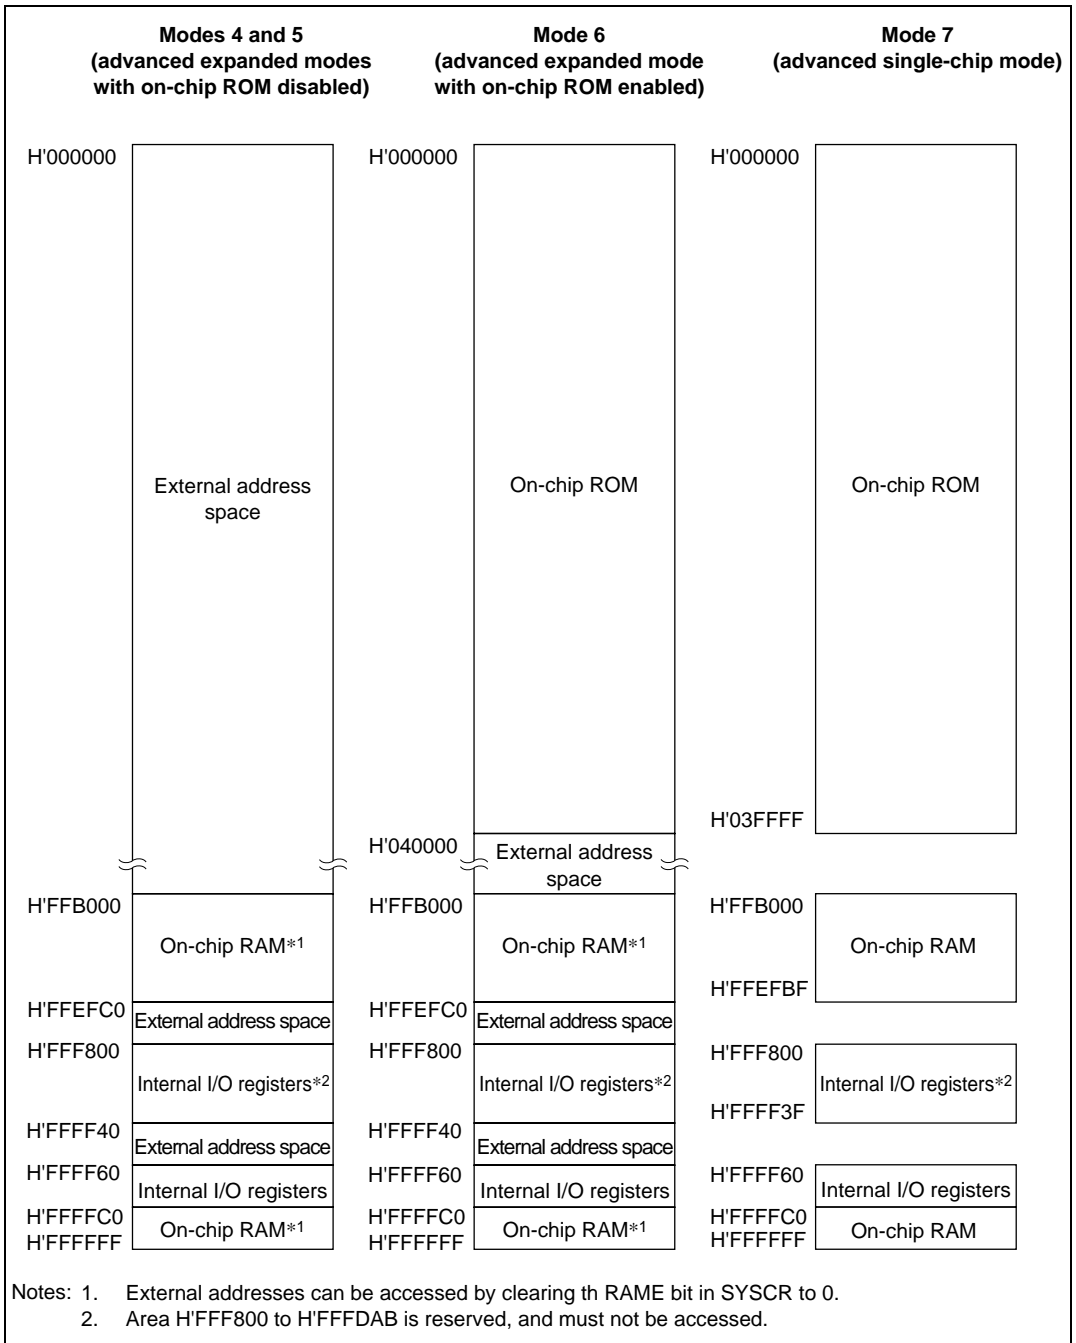 Modes 4 and 5
(advanced expanded modes
with on-chip ROM disabled)
Mode 6
(advanced expanded mode
with on-chip ROM enabled)
Mode 7
(advanced single-chip mode)
H'000000
External address
space
H'FFB000
On-chip RAM*1
H'FFEFC0
External address space
H'FFF800
Internal I/O registers*2
H'FFFF40
External address space
H'FFFF60
Internal I/O registers
H'FFFFC0
On-chip RAM*1
H'FFFFFF
H'000000
On-chip ROM
H'040000
External address
space
H'FFB000
On-chip RAM*1
H'FFEFC0
External address space
H'FFF800
Internal I/O registers*2
H'FFFF40
External address space
H'FFFF60
Internal I/O registers
H'FFFFC0
On-chip RAM*1
H'FFFFFF
H'000000
On-chip ROM
H'03FFFF
H'FFB000
On-chip RAM
H'FFEFBF
H'FFF800
Internal I/O registers*2
H'FFFF3F
H'FFFF60
Internal I/O registers
H'FFFFC0
On-chip RAM
H'FFFFFF
Notes: 1. External addresses can be accessed by clearing th RAME bit in SYSCR to 0.
2. Area H'FFF800 to H'FFFDAB is reserved, and must not be accessed.